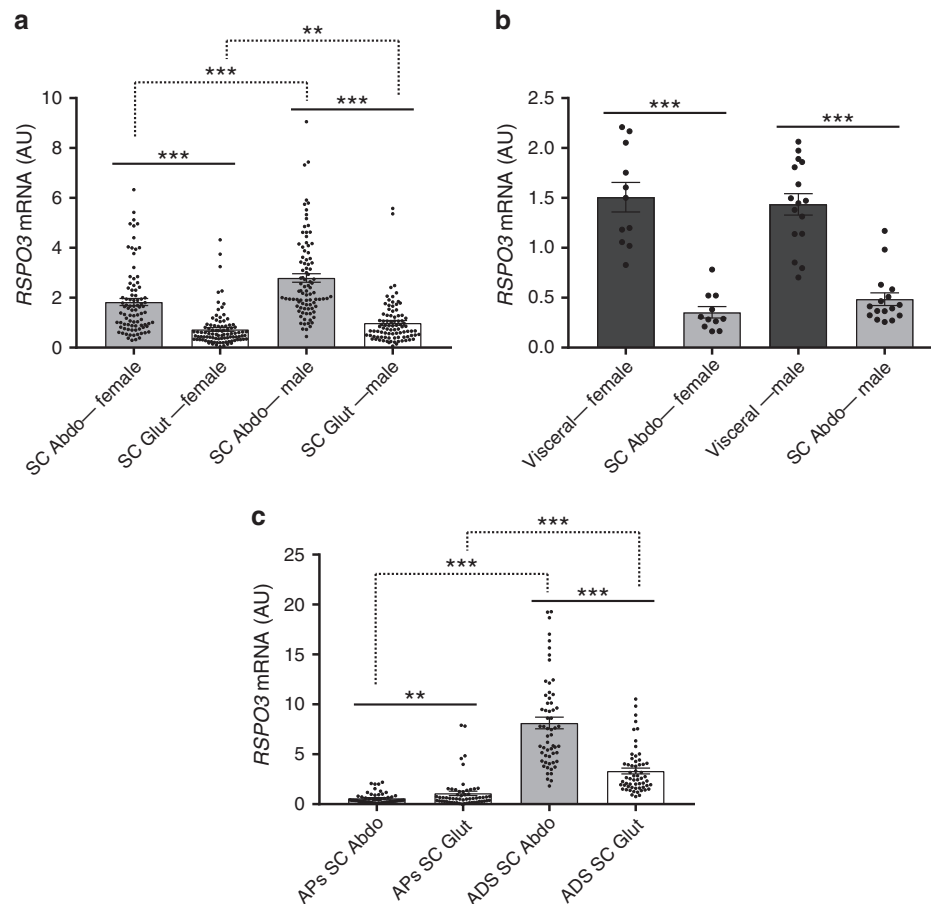 a
**
***
***
***
10
8
6
4
2
0
RSPO3 mRNA (AU)
SC Abdo— female
SC Glut —female
SC Abdo— male
SC Glut —male
b
***
***
2.5
2.0
1.5
1.0
0.5
0.0
RSPO3 mRNA (AU)
Visceral— female
SC Abdo— female
Visceral —male
SC Abdo— male
c
***
***
***
**
25
20
15
10
5
0
RSPO3 mRNA (AU)
APs SC Abdo
APs SC Glut
ADS SC Abdo
ADS SC Glut